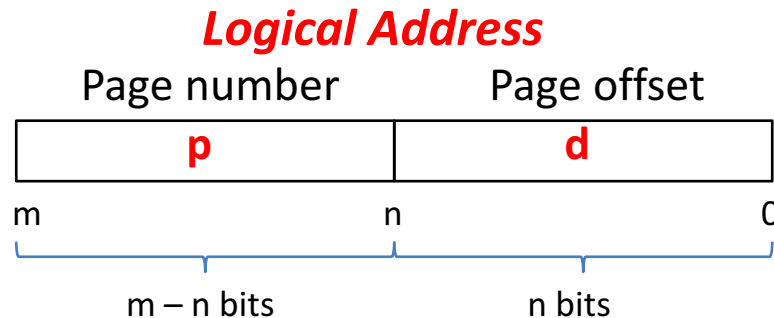 Logical Address
Page number Page offset
p d
m n 0
m – n bits n bits